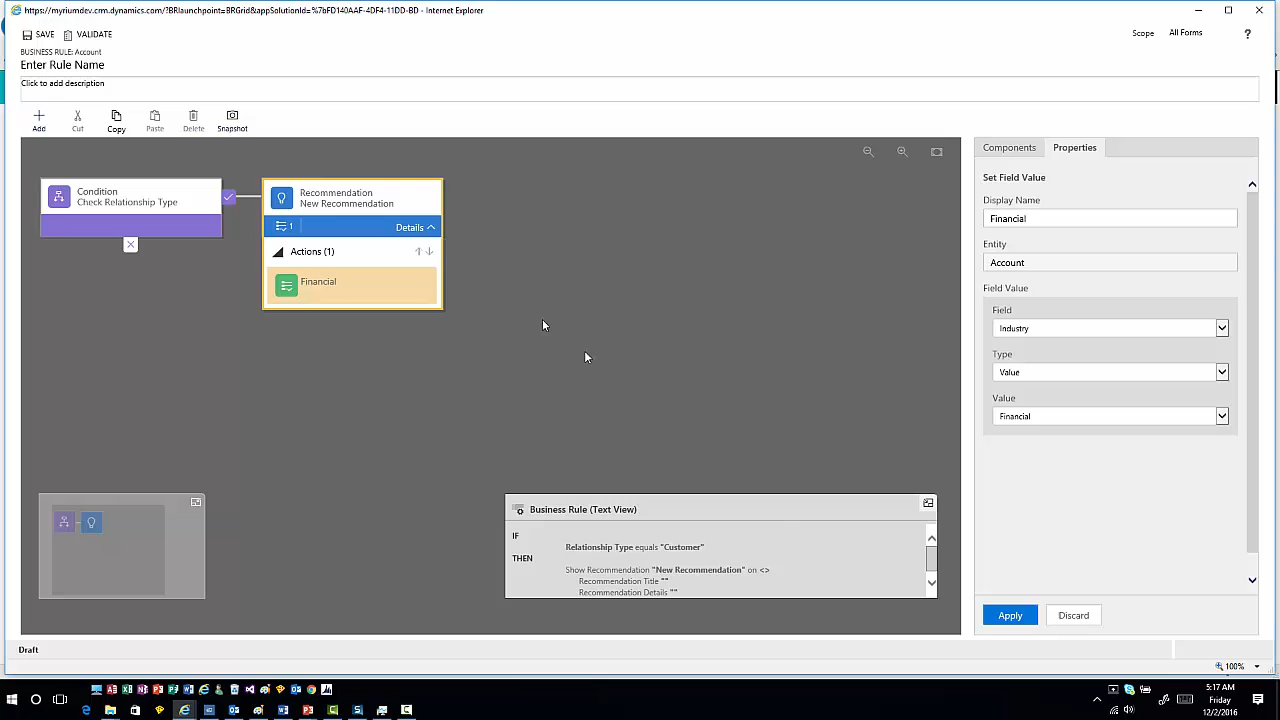 https://myriumdev.crm.dynamics.com/?BRlaunchpoint=BRGrid&appSolutionId=%7bFD140AAF-4DF4-11DD-BD - Internet Explorer
SAVE VALIDATE
Scope All Forms ?
BUSINESS RULE: Account
Enter Rule Name
Click to add description
Add Cut Copy Paste Delete Snapshot
Components Properties
Condition
Check Relationship Type
Recommendation
New Recommendation
1 Details
Actions (1)
Financial
Set Field Value
Display Name
Financial
Entity
Account
Field Value
Field
Industry
Type
Value
Value
Financial
Business Rule (Text View)
IF
Relationship Type equals "Customer"
THEN
Show Recommendation "New Recommendation" on <>
Recommendation Title ""
Recommendation Details ""
Apply Discard
Draft
100%
5:17 AM
Friday
12/2/2016